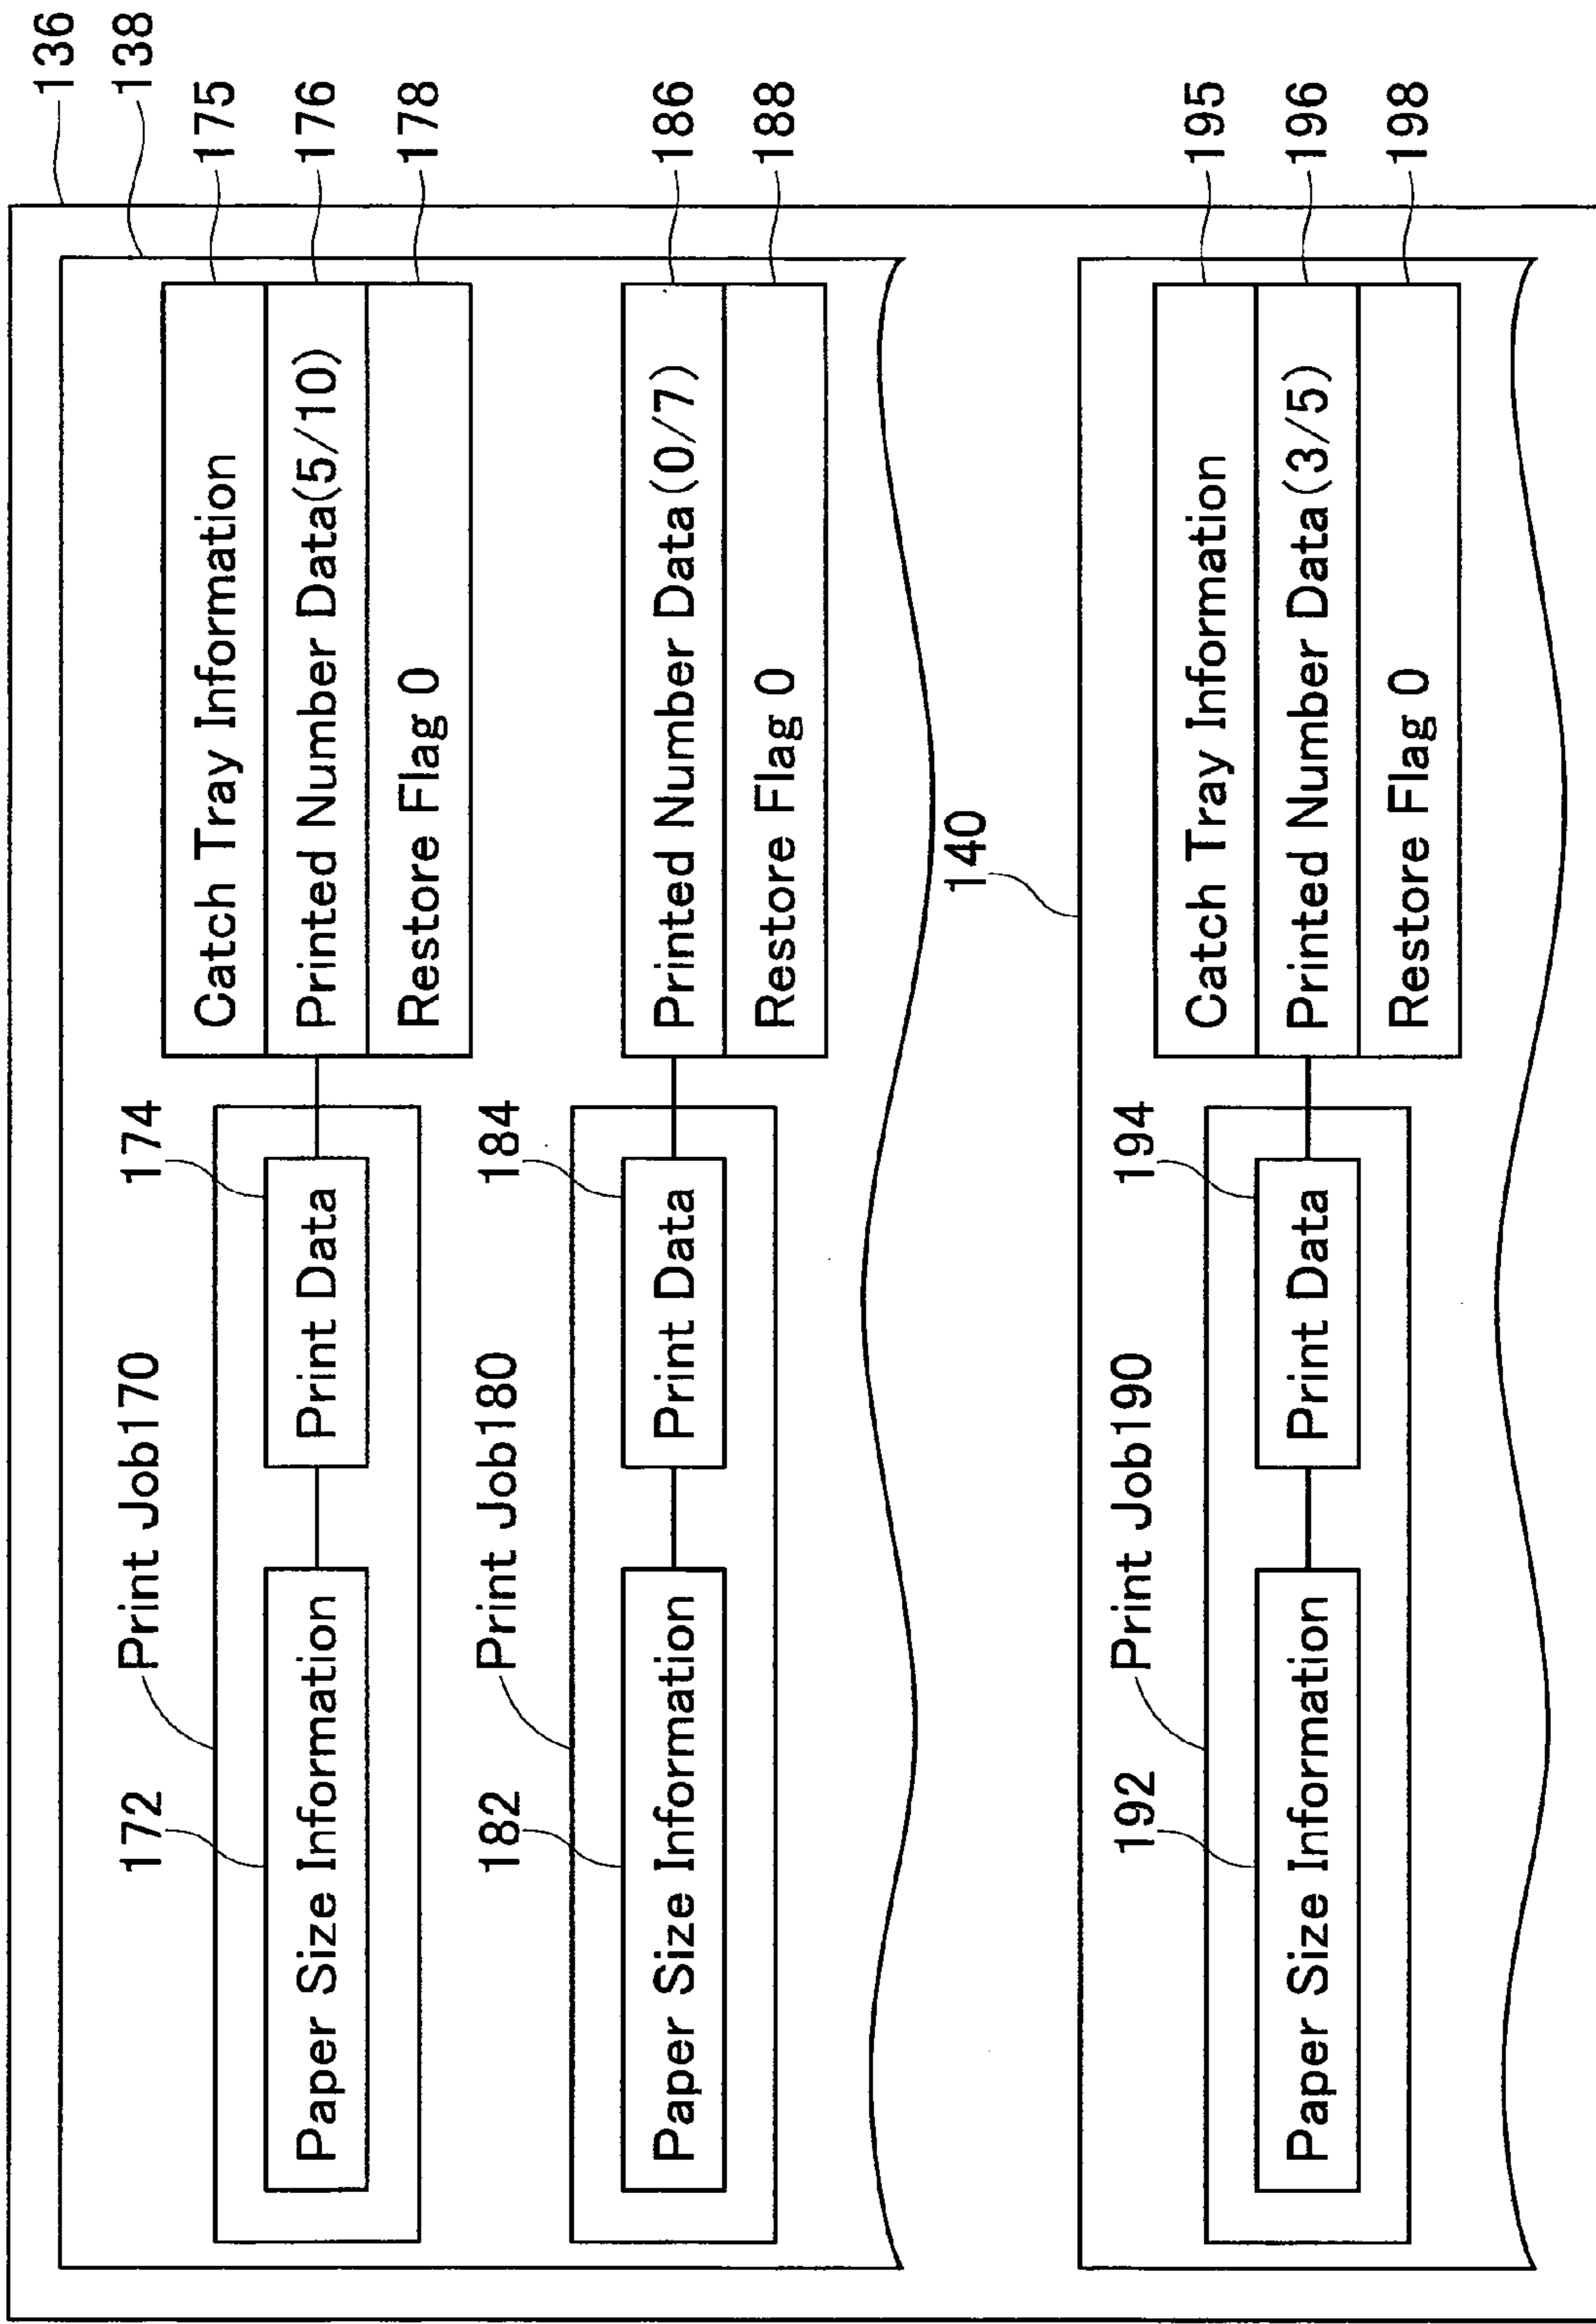 136
138
Print Job170
172
174
Paper Size Information
Print Data
Catch Tray Information
175
Printed Number Data(5/10)
176
Restore Flag 0
178
Print Job180
182
184
Paper Size Information
Print Data
Printed Number Data(0/7)
186
Restore Flag 0
188
140
Print Job190
192
194
Paper Size Information
Print Data
Catch Tray Information
195
Printed Number Data(3/5)
196
Restore Flag 0
198